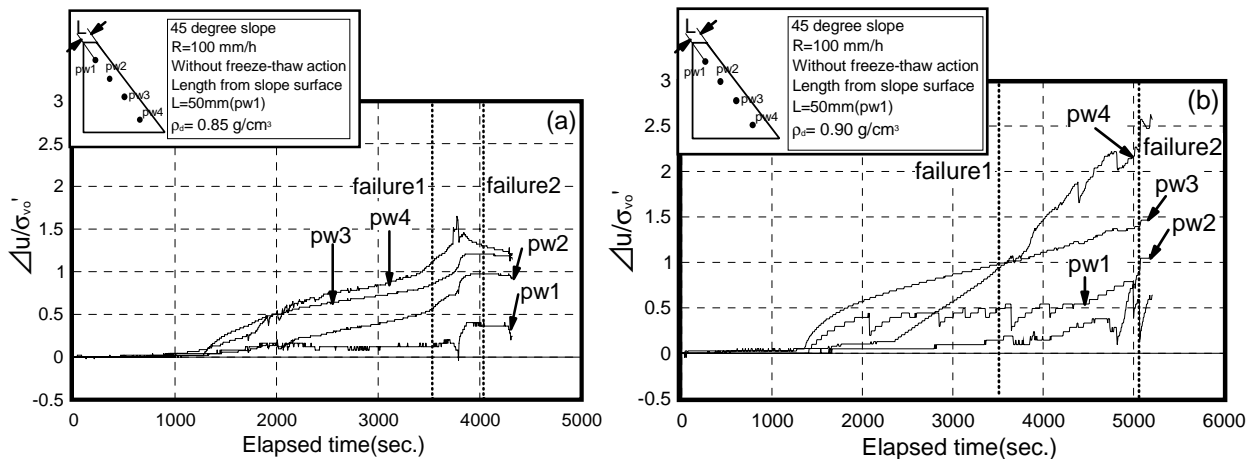 L
pw1
pw2
pw3
pw4
45 degree slope
R=100 mm/h
Without freeze-thaw action
Length from slope surface
L=50mm(pw1)
ρd= 0.85 g/cm³
(a)
3
2.5
2
1.5
1
0.5
0
-0.5
⊿u/σvo'
failure1
failure2
pw3
pw4
pw2
pw1
0 1000 2000 3000 4000 5000
Elapsed time(sec.)
L
pw1
pw2
pw3
pw4
45 degree slope
R=100 mm/h
Without freeze-thaw action
Length from slope surface
L=50mm(pw1)
ρd= 0.90 g/cm³
(b)
3
2.5
2
1.5
1
0.5
0
-0.5
⊿u/σvo'
pw4
failure1
failure2
pw3
pw2
pw1
0 1000 2000 3000 4000 5000 6000
Elapsed time(sec.)